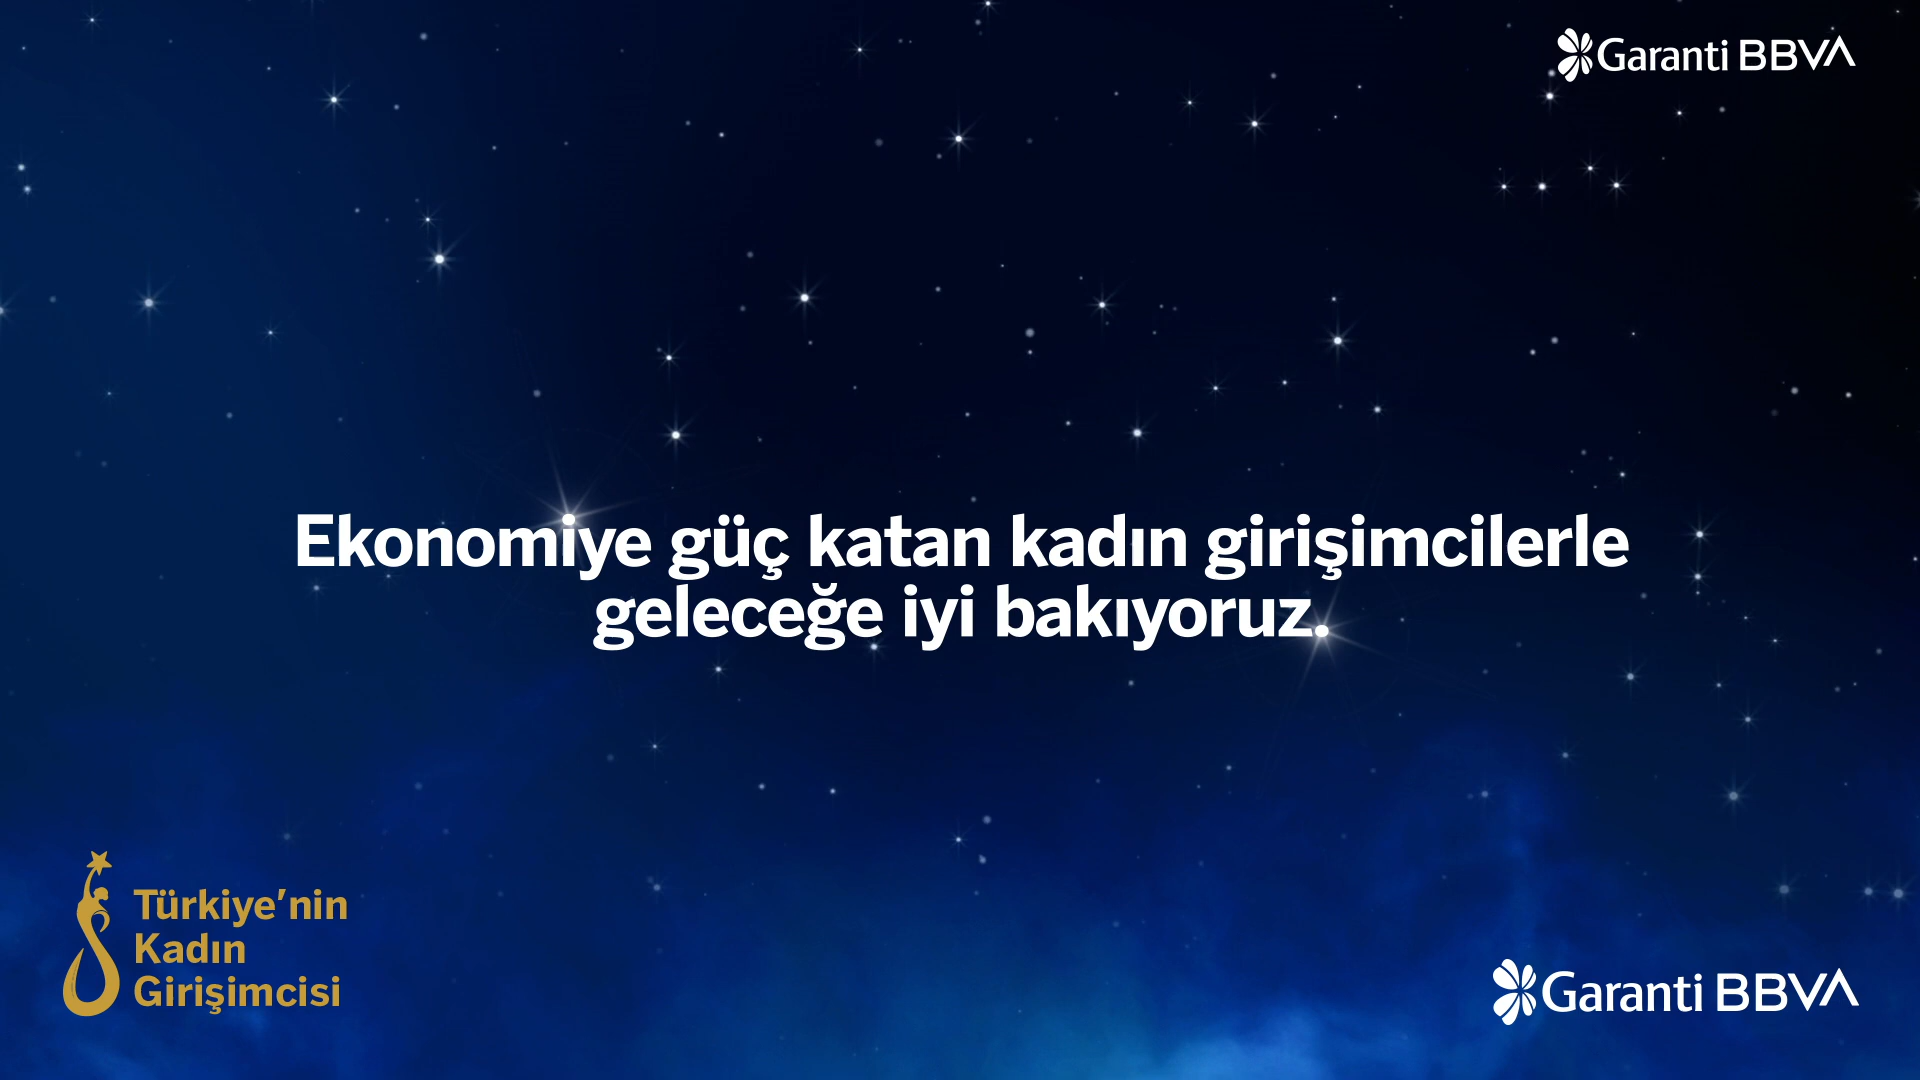 Garanti BBVA
Ekonomiye güç katan kadın girişimcilerle
geleceğe iyi bakıyoruz.
Türkiye'nin
Kadın
Girişimcisi
Garanti BBVA